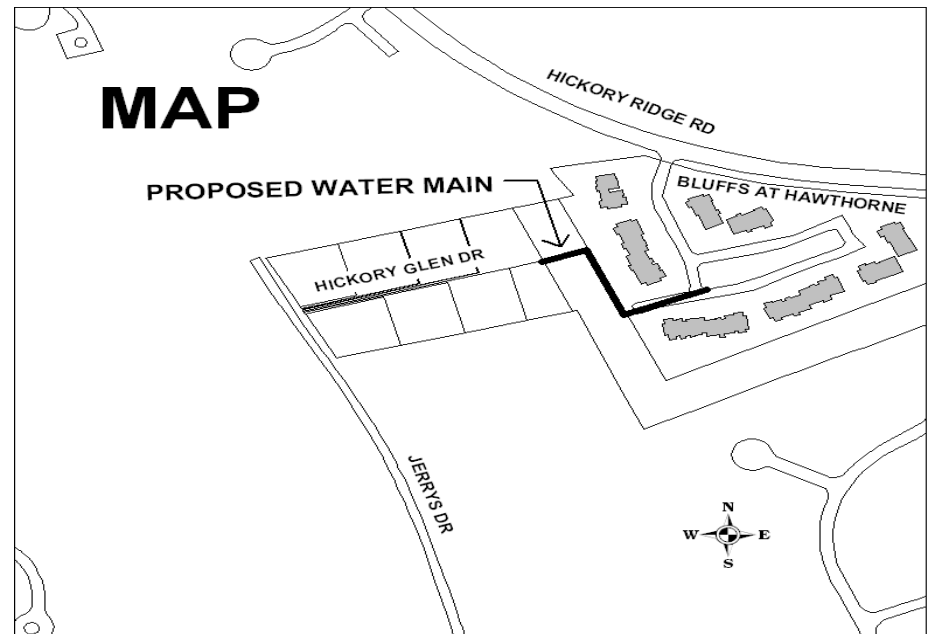 MAP
HICKORY RIDGE RD
PROPOSED WATER MAIN
BLUFFS AT HAWTHORNE
HICKORY GLEN DR
JERRYS DR
N
W E
S